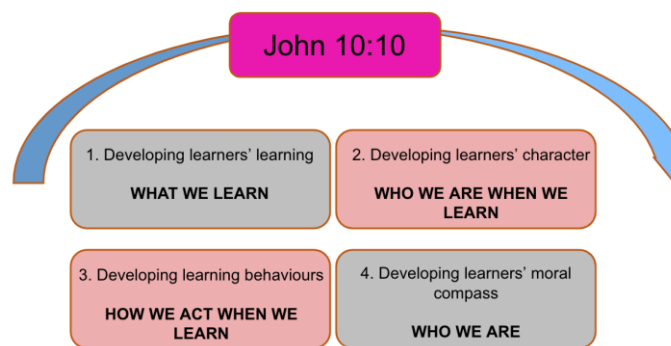 John 10:10
1. Developing learners’ learning
WHAT WE LEARN
2. Developing learners’ character
WHO WE ARE WHEN WE
LEARN
3. Developing learning behaviours
HOW WE ACT WHEN WE
LEARN
4. Developing learners’ moral
compass
WHO WE ARE